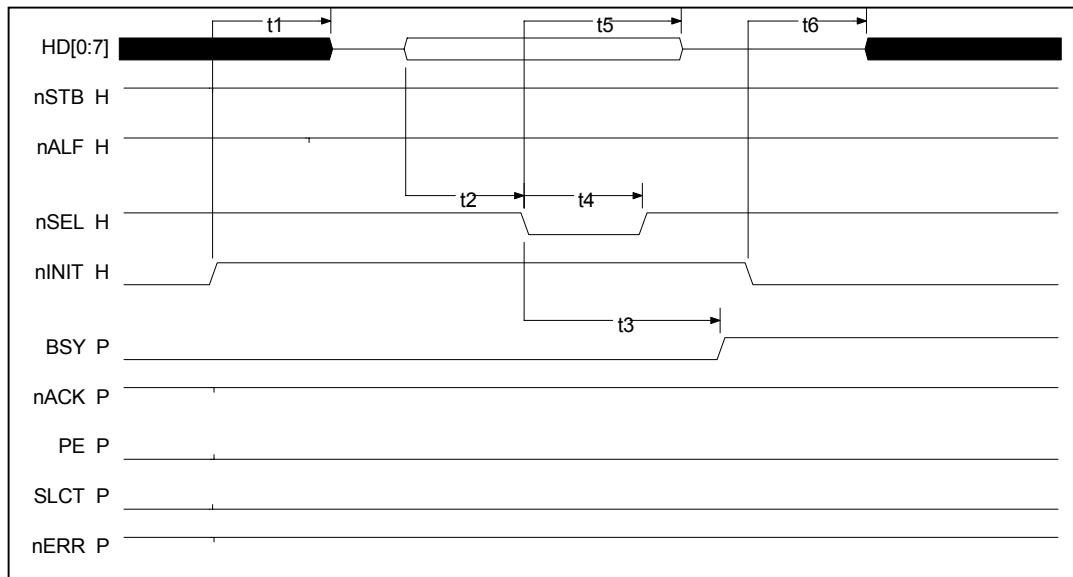 t1
t5
t6
HD[0:7]
nSTB H
nALF H
t2
t4
nSEL H
nINIT H
t3
BSY P
nACK P
PE P
SLCT P
nERR P